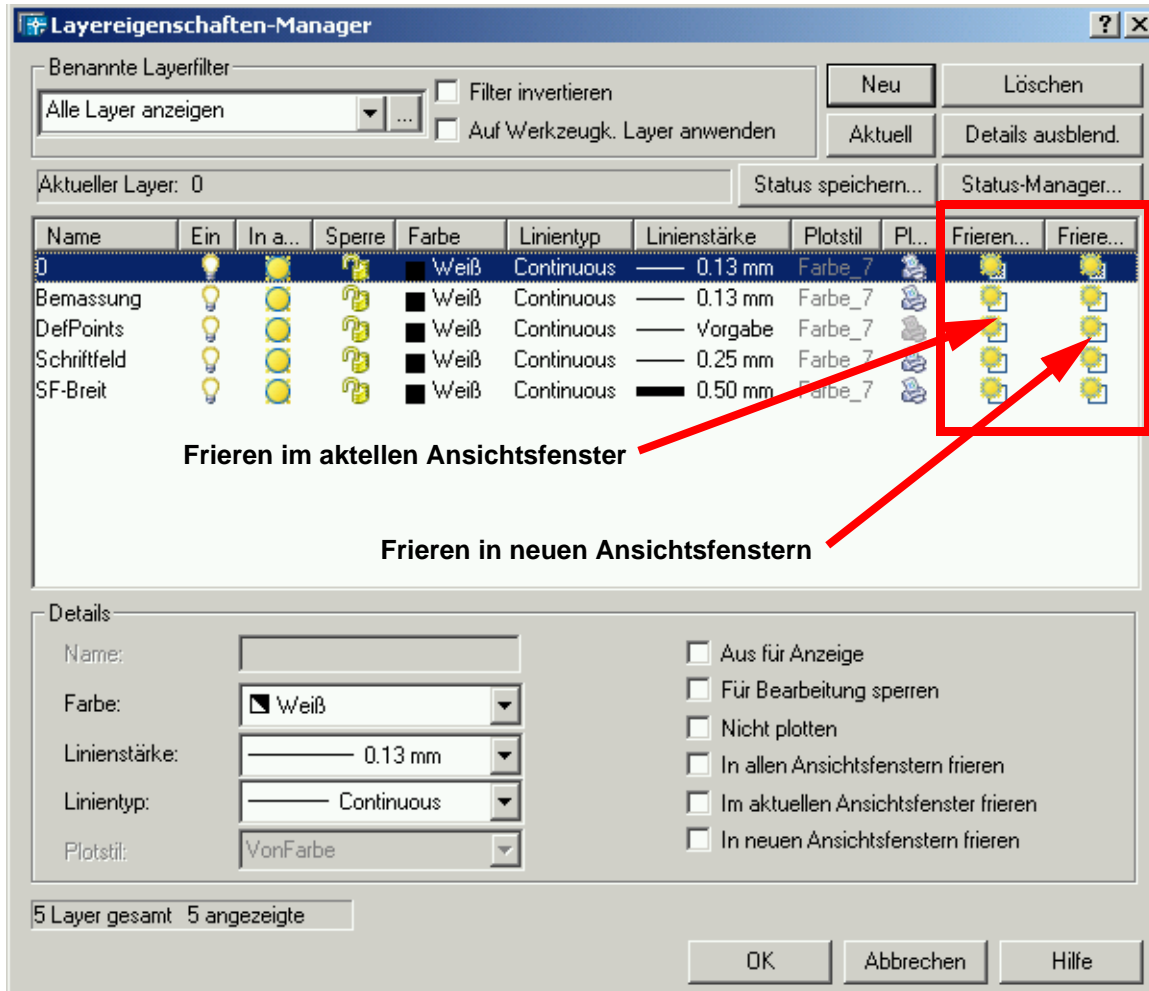 Layereigenschaften-Manager
Benannte Layerfilter
Alle Layer anzeigen
...
Filter invertieren
Auf Werkzeugk. Layer anwenden
Neu
Löschen
Aktuell
Details ausblend.
Aktueller Layer: 0
Status speichern...
Status-Manager...
Name Ein In a... Sperre Farbe Linientyp Linienstärke Plotstil Pl... Frieren... Friere...
0 Weiß Continuous 0.13 mm Farbe_7
Bemassung Weiß Continuous 0.13 mm Farbe_7
DefPoints Weiß Continuous Vorgabe Farbe_7
Schriftfeld Weiß Continuous 0.25 mm Farbe_7
SF-Breit Weiß Continuous 0.50 mm Farbe_7
Frieren im aktellen Ansichtsfenster
Frieren in neuen Ansichtsfenstern
Details
Name:
Farbe: Weiß
Linienstärke: 0.13 mm
Linientyp: Continuous
Plotstil: VonFarbe
Aus für Anzeige
Für Bearbeitung sperren
Nicht plotten
In allen Ansichtsfenstern frieren
Im aktuellen Ansichtsfenster frieren
In neuen Ansichtsfenstern frieren
5 Layer gesamt 5 angezeigte
OK
Abbrechen
Hilfe